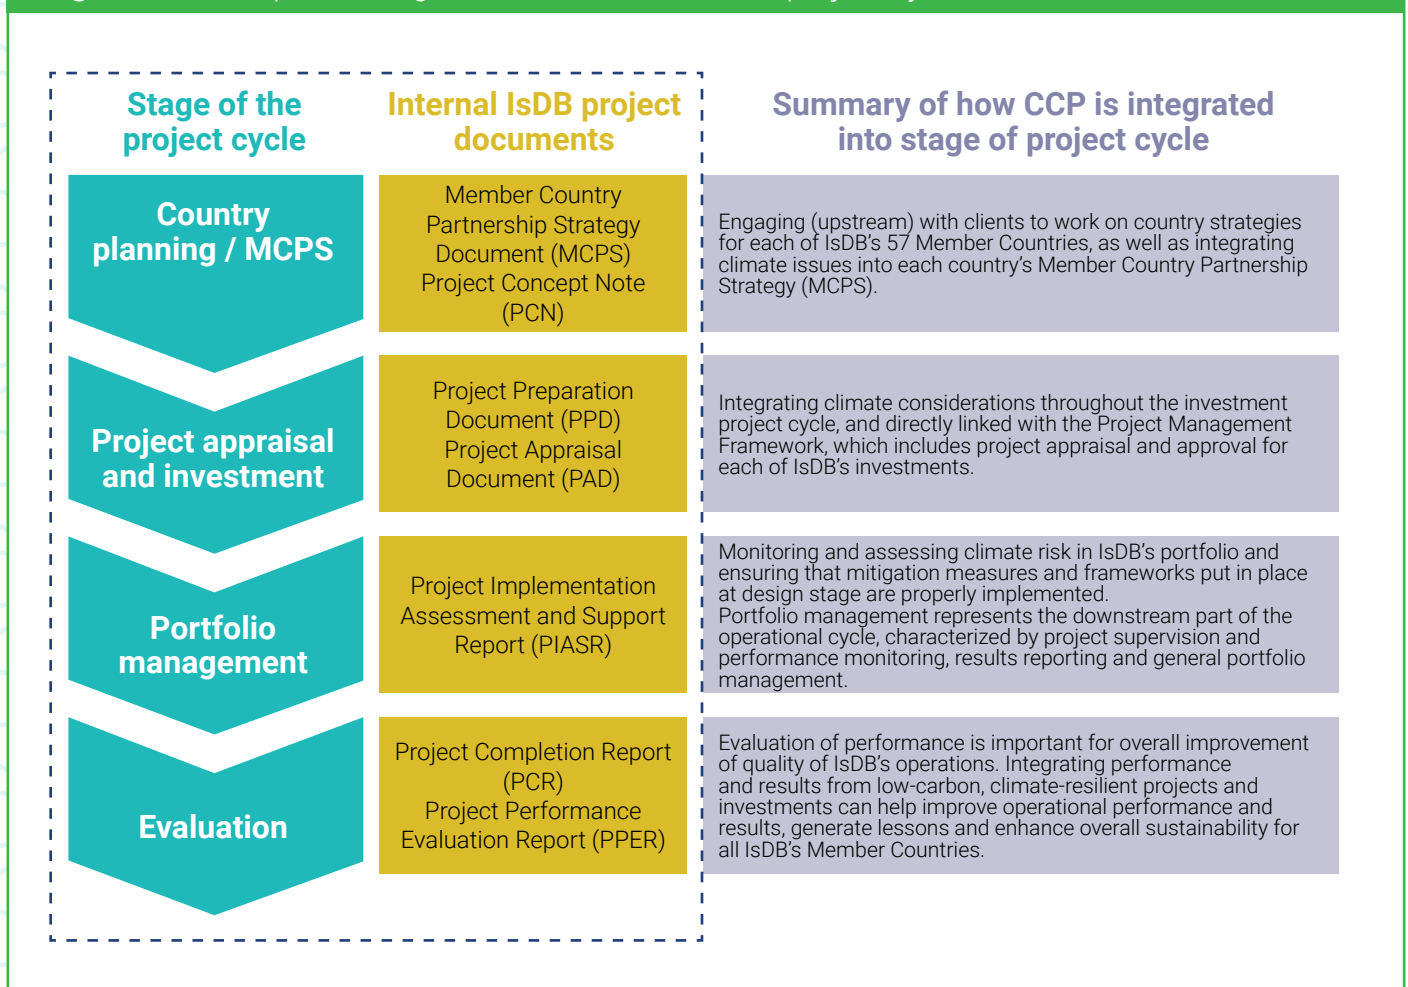 Stage of the
project cycle
Internal IsDB project
documents
Summary of how CCP is integrated
into stage of project cycle
Country
planning / MCPS
Member Country
Partnership Strategy
Document (MCPS)
Project Concept Note
(PCN)
Engaging (upstream) with clients to work on country strategies
for each of IsDB’s 57 Member Countries, as well as integrating
climate issues into each country’s Member Country Partnership
Strategy (MCPS).
Project appraisal
and investment
Project Preparation
Document (PPD)
Project Appraisal
Document (PAD)
Integrating climate considerations throughout the investment
project cycle, and directly linked with the Project Management
Framework, which includes project appraisal and approval for
each of IsDB’s investments.
Portfolio
management
Project Implementation
Assessment and Support
Report (PIASR)
Monitoring and assessing climate risk in IsDB’s portfolio and
ensuring that mitigation measures and frameworks put in place
at design stage are properly implemented.
Portfolio management represents the downstream part of the
operational cycle, characterized by project supervision and
performance monitoring, results reporting and general portfolio
management.
Evaluation
Project Completion Report
(PCR)
Project Performance
Evaluation Report (PPER)
Evaluation of performance is important for overall improvement
of quality of IsDB’s operations. Integrating performance
and results from low-carbon, climate-resilient projects and
investments can help improve operational performance and
results, generate lessons and enhance overall sustainability for
all IsDB’s Member Countries.